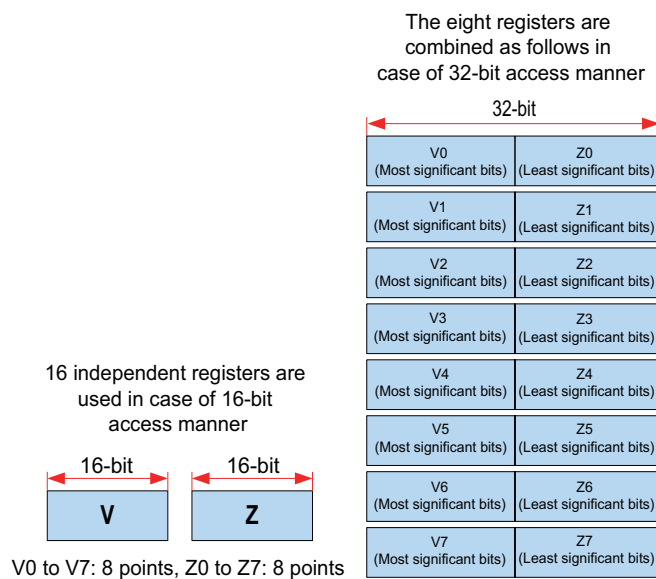 The eight registers are
combined as follows in
case of 32-bit access manner
32-bit
V0
(Most significant bits)
Z0
(Least significant bits)
V1
(Most significant bits)
Z1
(Least significant bits)
V2
(Most significant bits)
Z2
(Least significant bits)
V3
(Most significant bits)
Z3
(Least significant bits)
V4
(Most significant bits)
Z4
(Least significant bits)
V5
(Most significant bits)
Z5
(Least significant bits)
V6
(Most significant bits)
Z6
(Least significant bits)
V7
(Most significant bits)
Z7
(Least significant bits)
16 independent registers are
used in case of 16-bit
access manner
16-bit
16-bit
V
Z
V0 to V7: 8 points, Z0 to Z7: 8 points